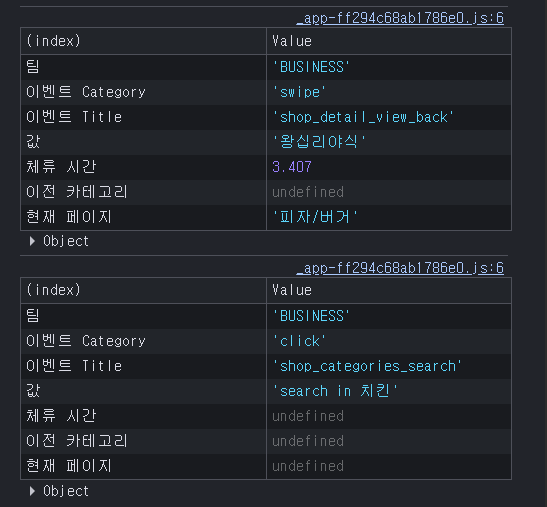 _app-ff294c68ab1786e0.js:6
(index) Value
팀 'BUSINESS'
이벤트 Category 'swipe'
이벤트 Title 'shop_detail_view_back'
값 '왕십리야식'
체류 시간 3.407
이전 카테고리 undefined
현재 페이지 '피자/버거'
▶ Object
_app-ff294c68ab1786e0.js:6
(index) Value
팀 'BUSINESS'
이벤트 Category 'click'
이벤트 Title 'shop_categories_search'
값 'search in 치킨'
체류 시간 undefined
이전 카테고리 undefined
현재 페이지 undefined
▶ Object